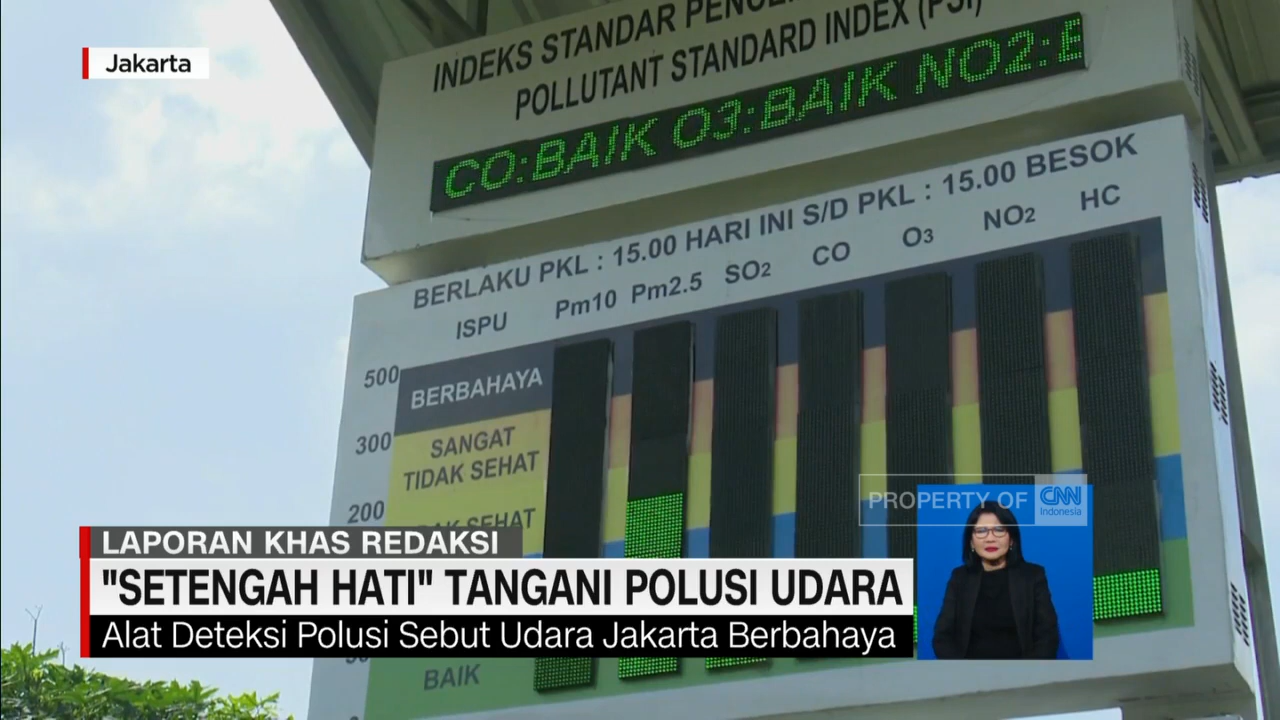 Jakarta
INDEKS STANDAR
POLLUTANT STANDARD INDEX (PSI)
CO:BAIK O3:BAIK NO2:
BERLAKU PKL : 15.00 HARI INI S/D PKL : 15.00 BESOK
ISPU Pm10 Pm2.5 SO2 CO O3 NO2 HC
500
BERBAHAYA
300
SANGAT
TIDAK SEHAT
200
SEHAT
PROPERTY OF CNN
Indonesia
LAPORAN KHAS REDAKSI
"SETENGAH HATI" TANGANI POLUSI UDARA
Alat Deteksi Polusi Sebut Udara Jakarta Berbahaya
BAIK